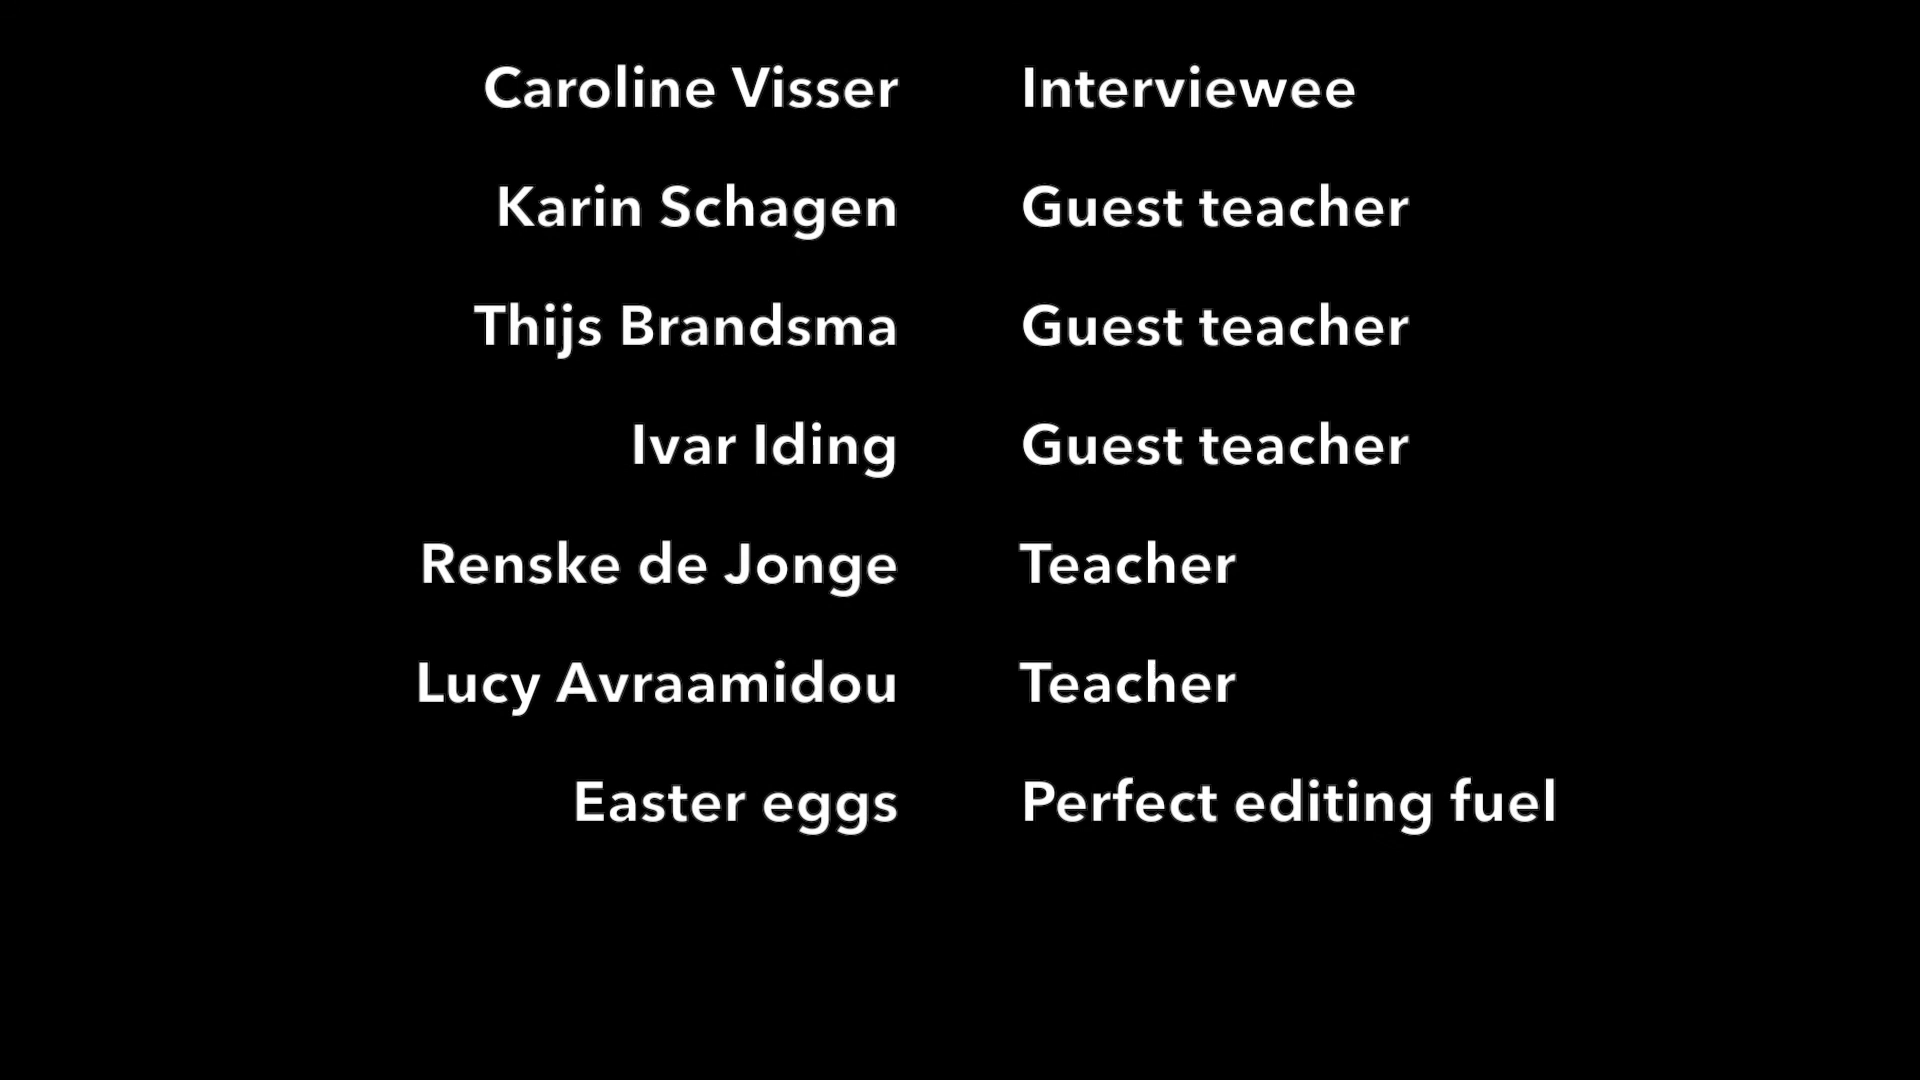 Caroline Visser Interviewee
Karin Schagen Guest teacher
Thijs Brandsma Guest teacher
Ivar Iding Guest teacher
Renske de Jonge Teacher
Lucy Avraamidou Teacher
Easter eggs Perfect editing fuel